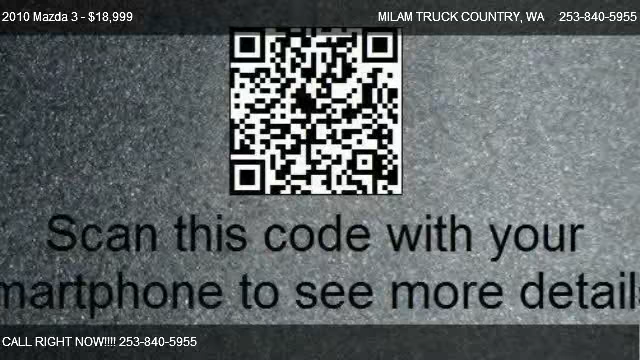 2010 Mazda 3 - $18,999
MILAM TRUCK COUNTRY, WA 253-840-5955
Scan this code with your
martphone to see more detail
CALL RIGHT NOW!!!! 253-840-5955